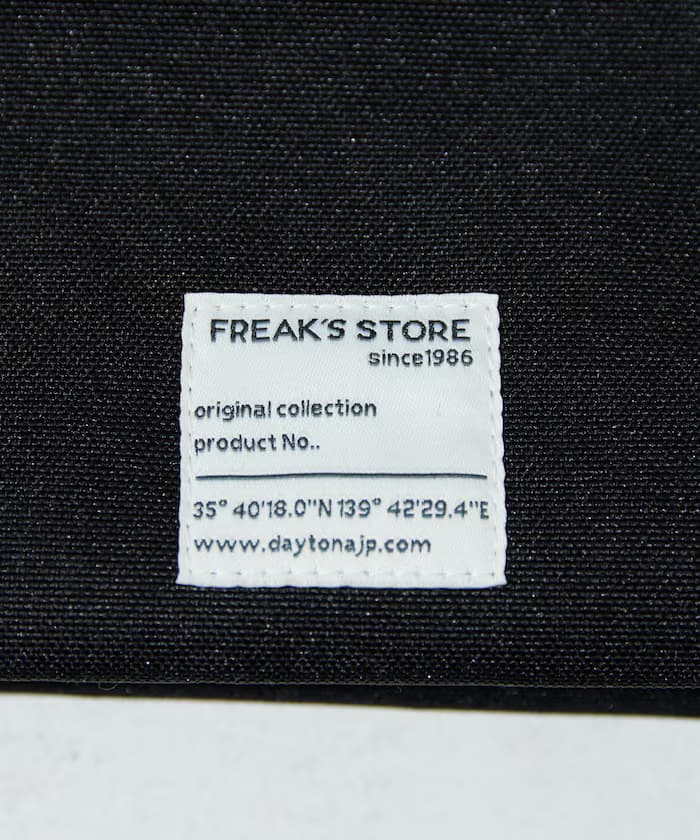 FREAK'S STORE
since1986
original collection
product No..
35° 40'18.0"N 139° 42'29.4"E
www.daytonajp.com